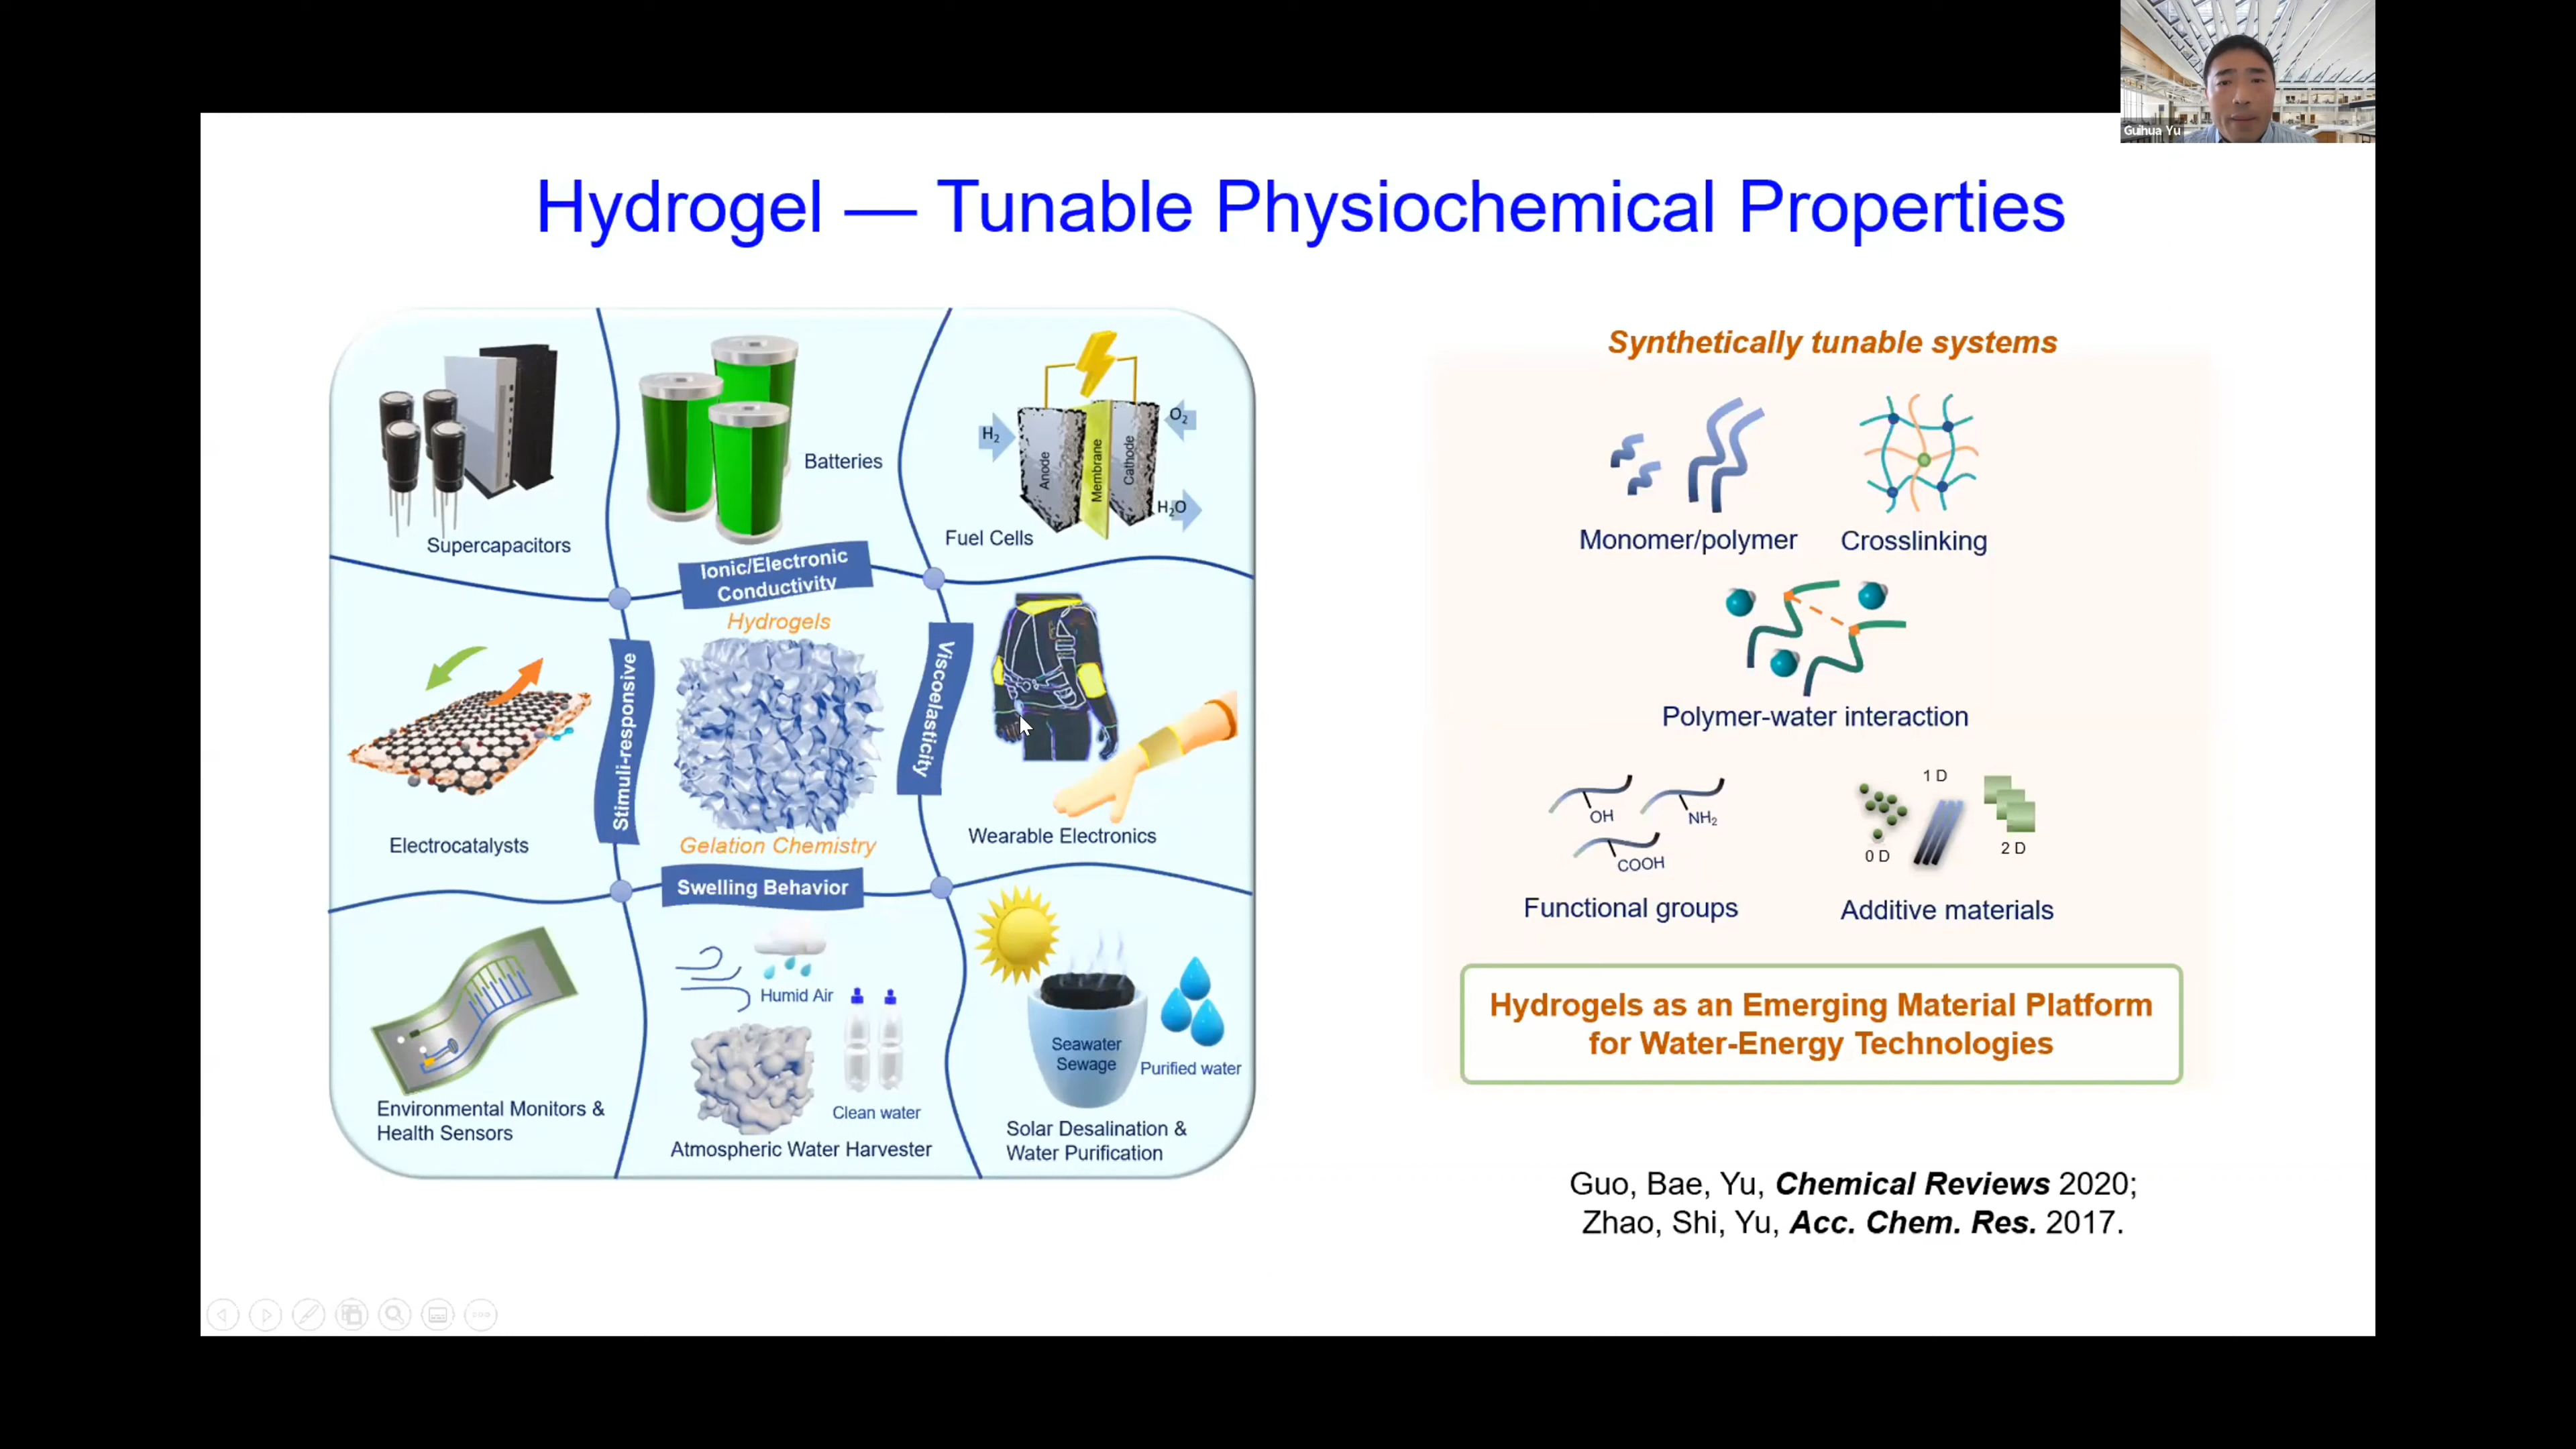 Guihua Yu
Hydrogel — Tunable Physiochemical Properties
Supercapacitors
Batteries
H2
O2
Anode
Membrane
Cathode
H2O
Fuel Cells
Ionic/Electronic
Conductivity
Hydrogels
Stimuli-responsive
Viscoelasticity
Electrocatalysts
Gelation Chemistry
Wearable Electronics
Swelling Behavior
Environmental Monitors &
Health Sensors
Humid Air
Clean water
Atmospheric Water Harvester
Seawater
Sewage
Purified water
Solar Desalination &
Water Purification
Synthetically tunable systems
Monomer/polymer
Crosslinking
Polymer-water interaction
OH
NH2
COOH
Functional groups
0 D
1 D
2 D
Additive materials
Hydrogels as an Emerging Material Platform
for Water-Energy Technologies
Guo, Bae, Yu, Chemical Reviews 2020;
Zhao, Shi, Yu, Acc. Chem. Res. 2017.